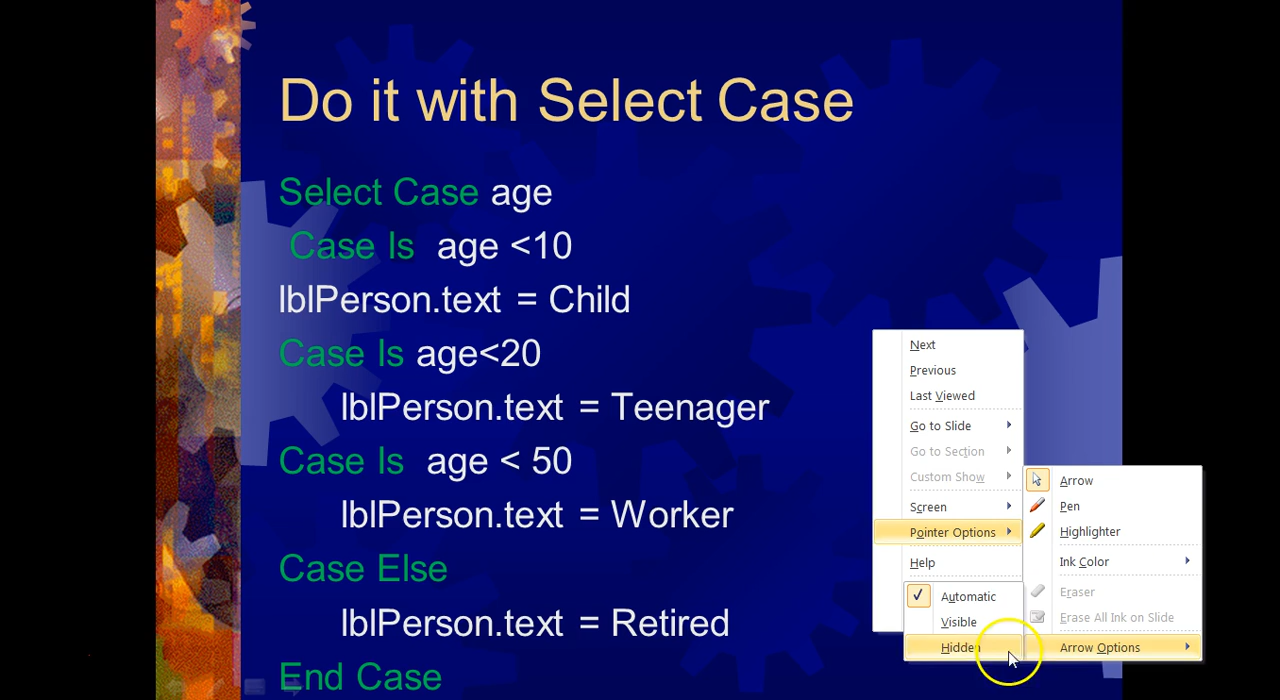 Do it with Select Case
Select Case age
Case Is age <10
lblPerson.text = Child
Case Is age<20
lblPerson.text = Teenager
Case Is age < 50
lblPerson.text = Worker
Case Else
lblPerson.text = Retired
End Case
Next
Previous
Last Viewed
Go to Slide
Go to Section
Custom Show
Screen
Pointer Options
Help
Arrow
Pen
Highlighter
Ink Color
Eraser
Erase All Ink on Slide
Arrow Options
Automatic
Visible
Hidden